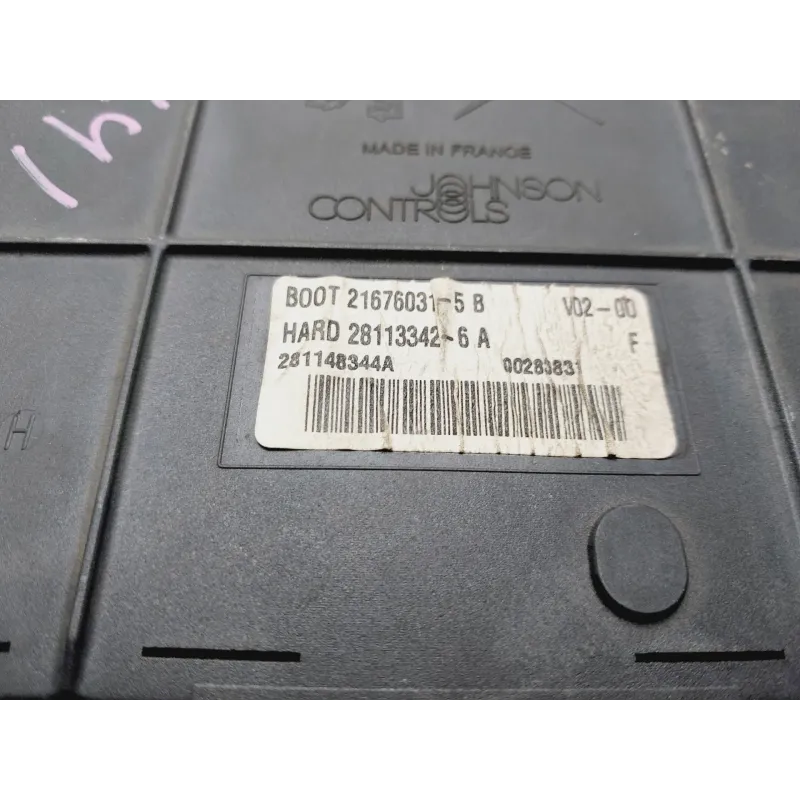 MADE IN FRANCE
JOHNSON
CONTROLS
BOOT 21676031-5 B V02-00
HARD 28113342-6 A F
281148344A 00283831
H